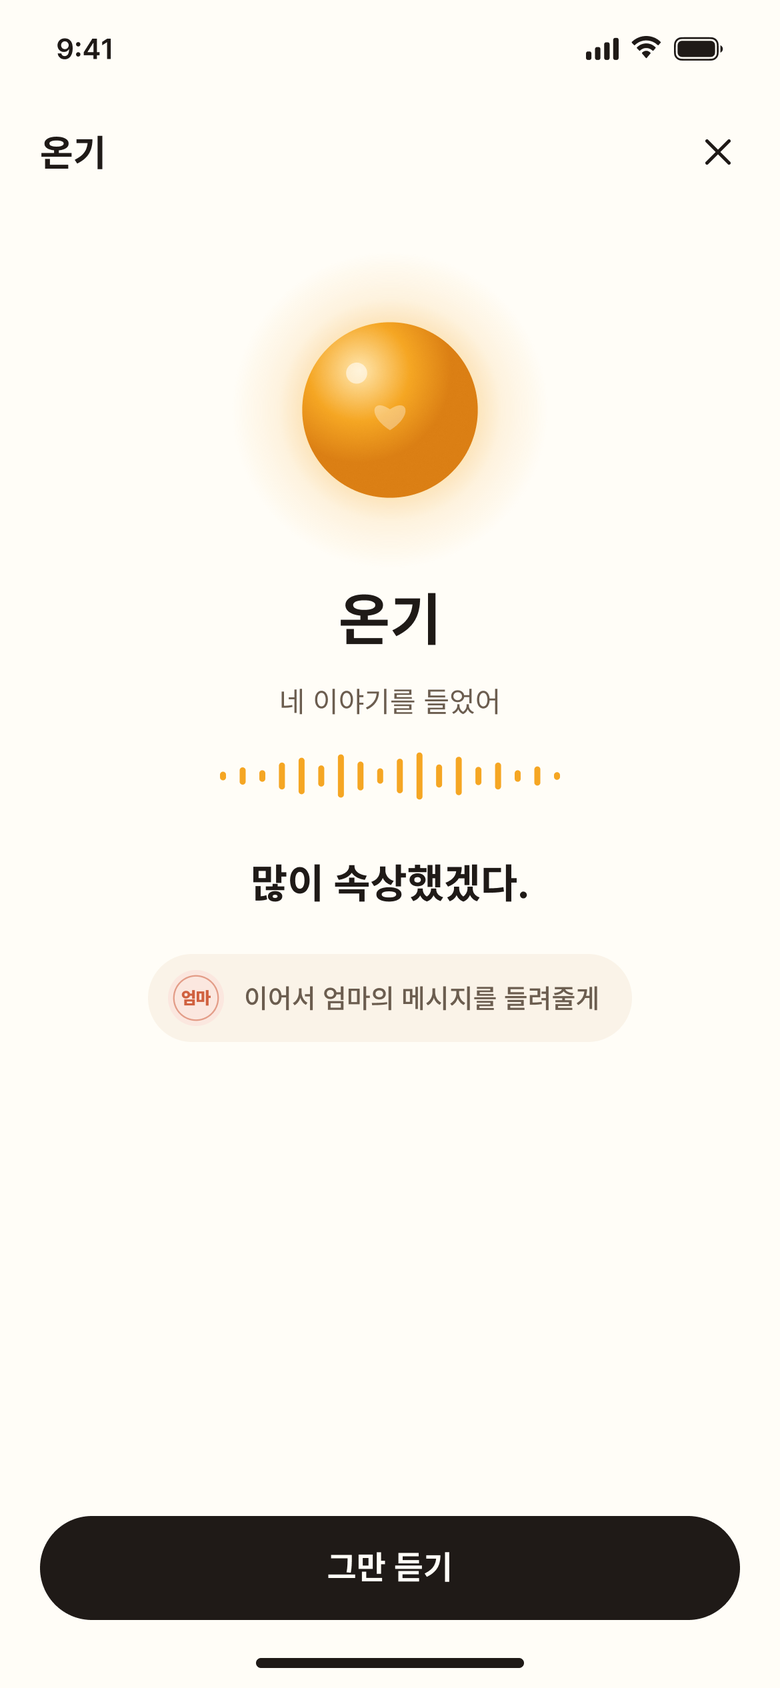 9:41
온기
온기
네 이야기를 들었어
많이 속상했겠다.
엄마 이어서 엄마의 메시지를 들려줄게
그만 듣기